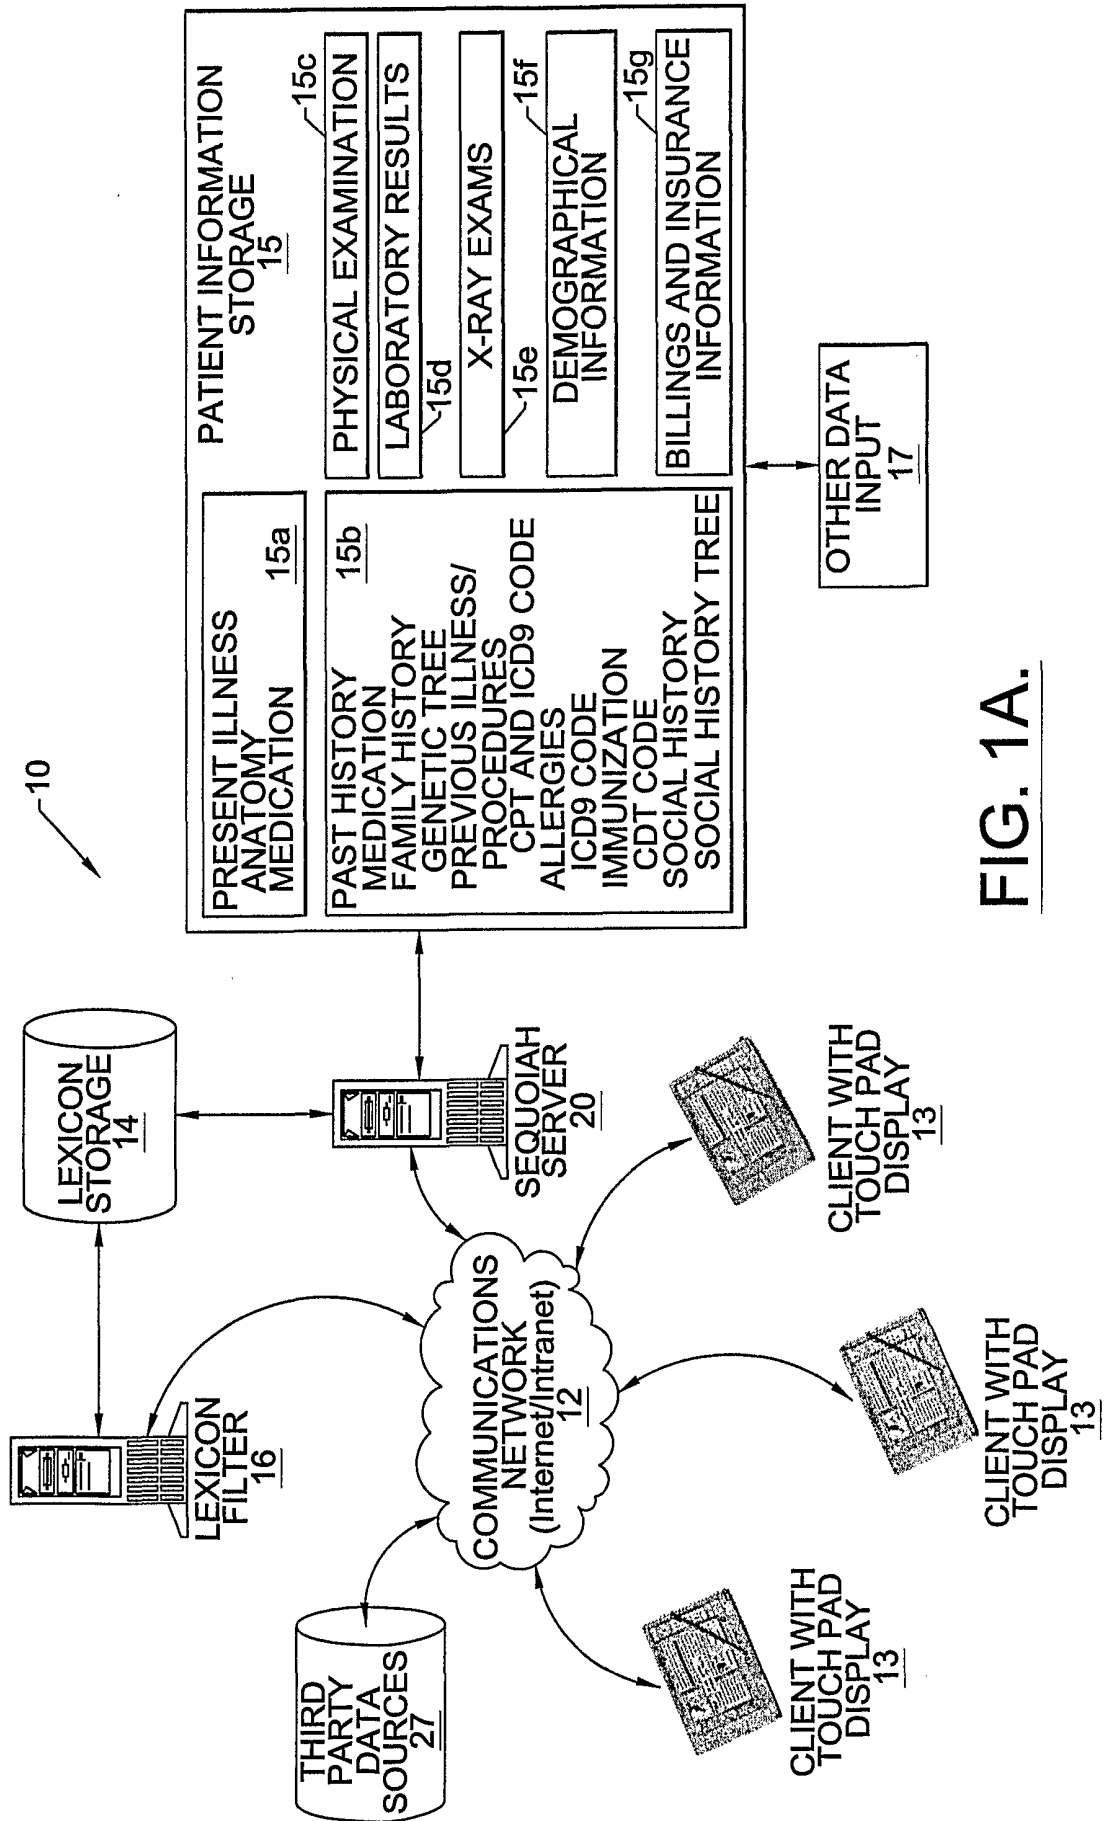 10
THIRD
PARTY
DATA
SOURCES
27
LEXICON
FILTER
16
LEXICON
STORAGE
14
SEQUOIAH
SERVER
20
COMMUNICATIONS
NETWORK
(Internet/Intranet)
12
CLIENT WITH
TOUCH PAD
DISPLAY
13
CLIENT WITH
TOUCH PAD
DISPLAY
13
CLIENT WITH
TOUCH PAD
DISPLAY
13
PATIENT INFORMATION
STORAGE
15
PRESENT ILLNESS
ANATOMY
MEDICATION
15a
PAST HISTORY
15b
MEDICATION
FAMILY HISTORY
GENETIC TREE
PREVIOUS ILLNESS/
PROCEDURES
CPT AND ICD9 CODE
ALLERGIES
ICD9 CODE
IMMUNIZATION
CDT CODE
SOCIAL HISTORY
SOCIAL HISTORY TREE
15c
PHYSICAL EXAMINATION
LABORATORY RESULTS
15d
X-RAY EXAMS
15e
15f
DEMOGRAPHICAL
INFORMATION
15g
BILLINGS AND INSURANCE
INFORMATION
OTHER DATA
INPUT
17
FIG. 1A.